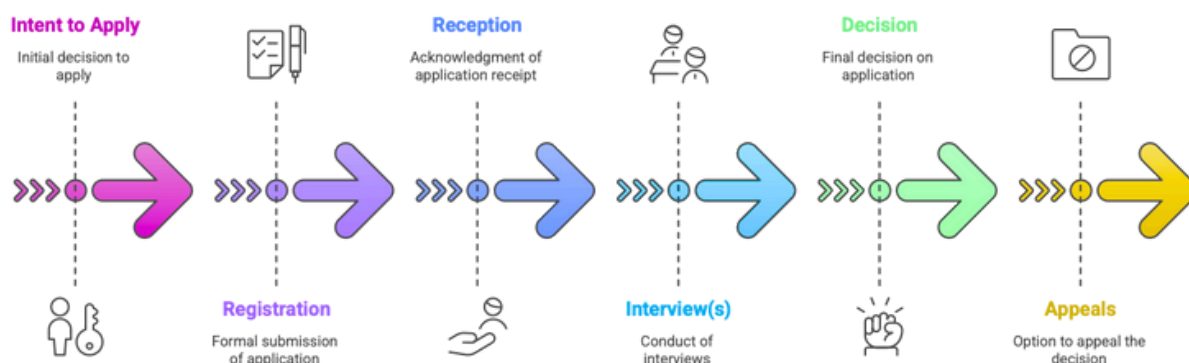 Intent to Apply
Initial decision to
apply
Registration
Formal submission
of application
Reception
Acknowledgment of
application receipt
Interview(s)
Conduct of
interviews
Decision
Final decision on
application
Appeals
Option to appeal the
decision